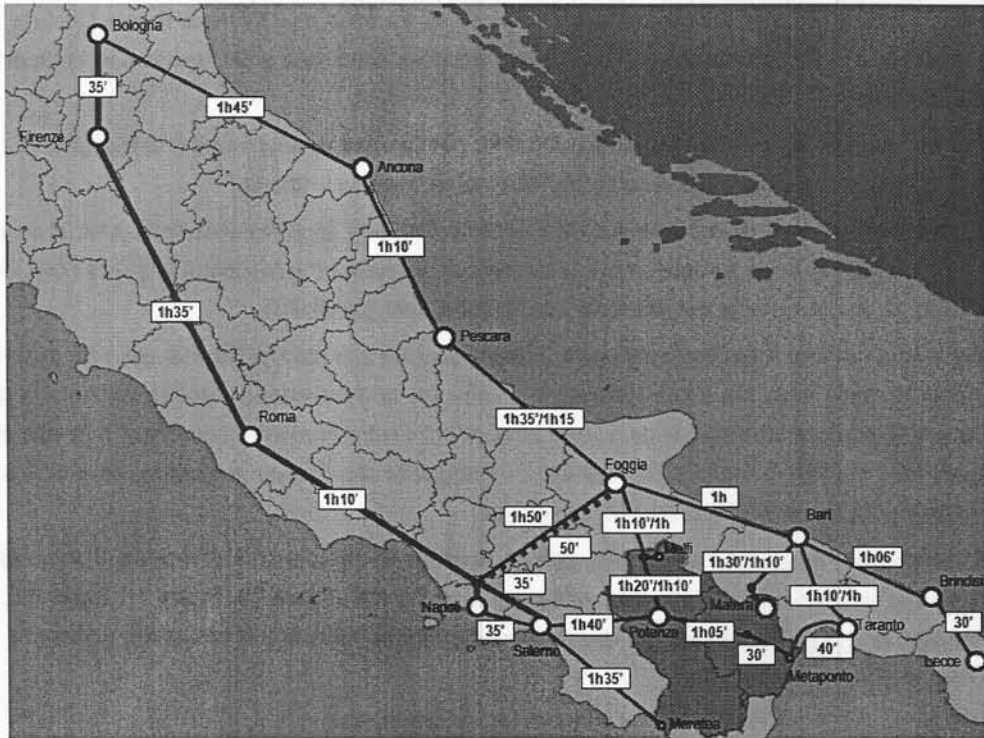 Bologna
35'
1h45'
Firenze
Ancona
1h10'
1h35'
Pescara
Roma
1h35'/1h15
Foggia
1h10'
1h
1h50'
1h10'/1h
Bari
50'
Melfi
1h30'/1h10'
1h06'
35'
1h20'/1h10'
1h10'/1h
Brindisi
Napoli
Matera
35'
1h40'
Potenza
Taranto
30'
Salerno
1h05'
30'
40'
Lecce
Metaponto
1h35'
Maratea